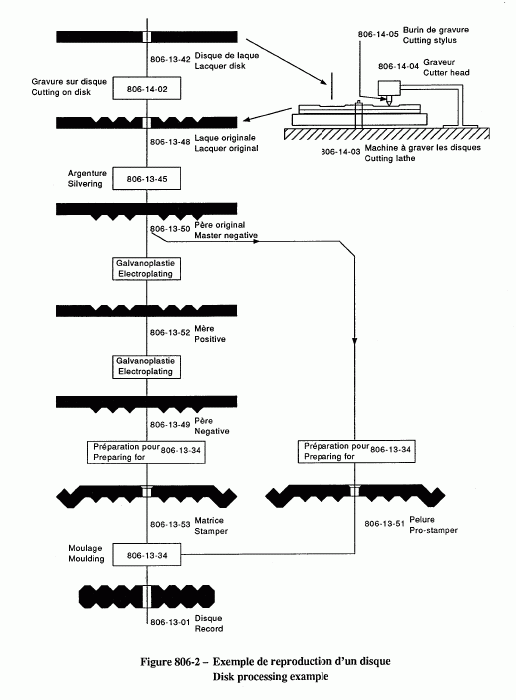 806-14-05 Burin de gravure
Cutting stylus
806-13-42 Disque de laque
Lacquer disk
806-14-04 Graveur
Cutter head
Gravure sur disque
Cutting on disk
806-14-02
806-13-48 Laque originale
Lacquer original
806-14-03 Machine à graver les disques
Cutting lathe
Argenture
Silvering
806-13-45
806-13-50 Père original
Master negative
Galvanoplastie
Electroplating
806-13-52 Mère
Positive
Galvanoplastie
Electroplating
806-13-49 Père
Negative
Préparation pour 806-13-34
Preparing for
Préparation pour 806-13-34
Preparing for
806-13-53 Matrice
Stamper
806-13-51 Pelure
Pro-stamper
Moulage
Moulding
806-13-34
806-13-01 Disque
Record
Figure 806-2 – Exemple de reproduction d'un disque
Disk processing example